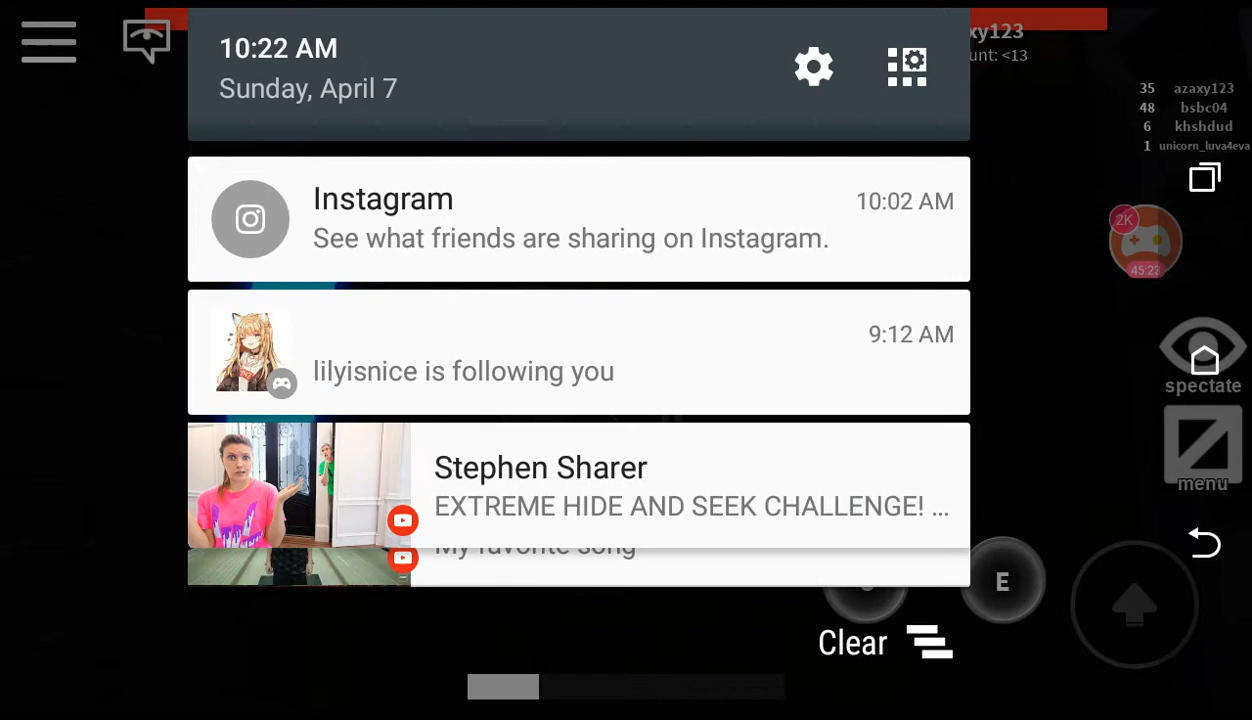 10:22 AM
Sunday, April 7
xy123
unt: <13
35 azaxy123
48 bsbc04
6 khshdud
1 unicorn_luva4eva
Instagram
10:02 AM
See what friends are sharing on Instagram.
2K
45:23
9:12 AM
lilyisnice is following you
spectate
Stephen Sharer
EXTREME HIDE AND SEEK CHALLENGE! ...
menu
My favorite song
E
Clear